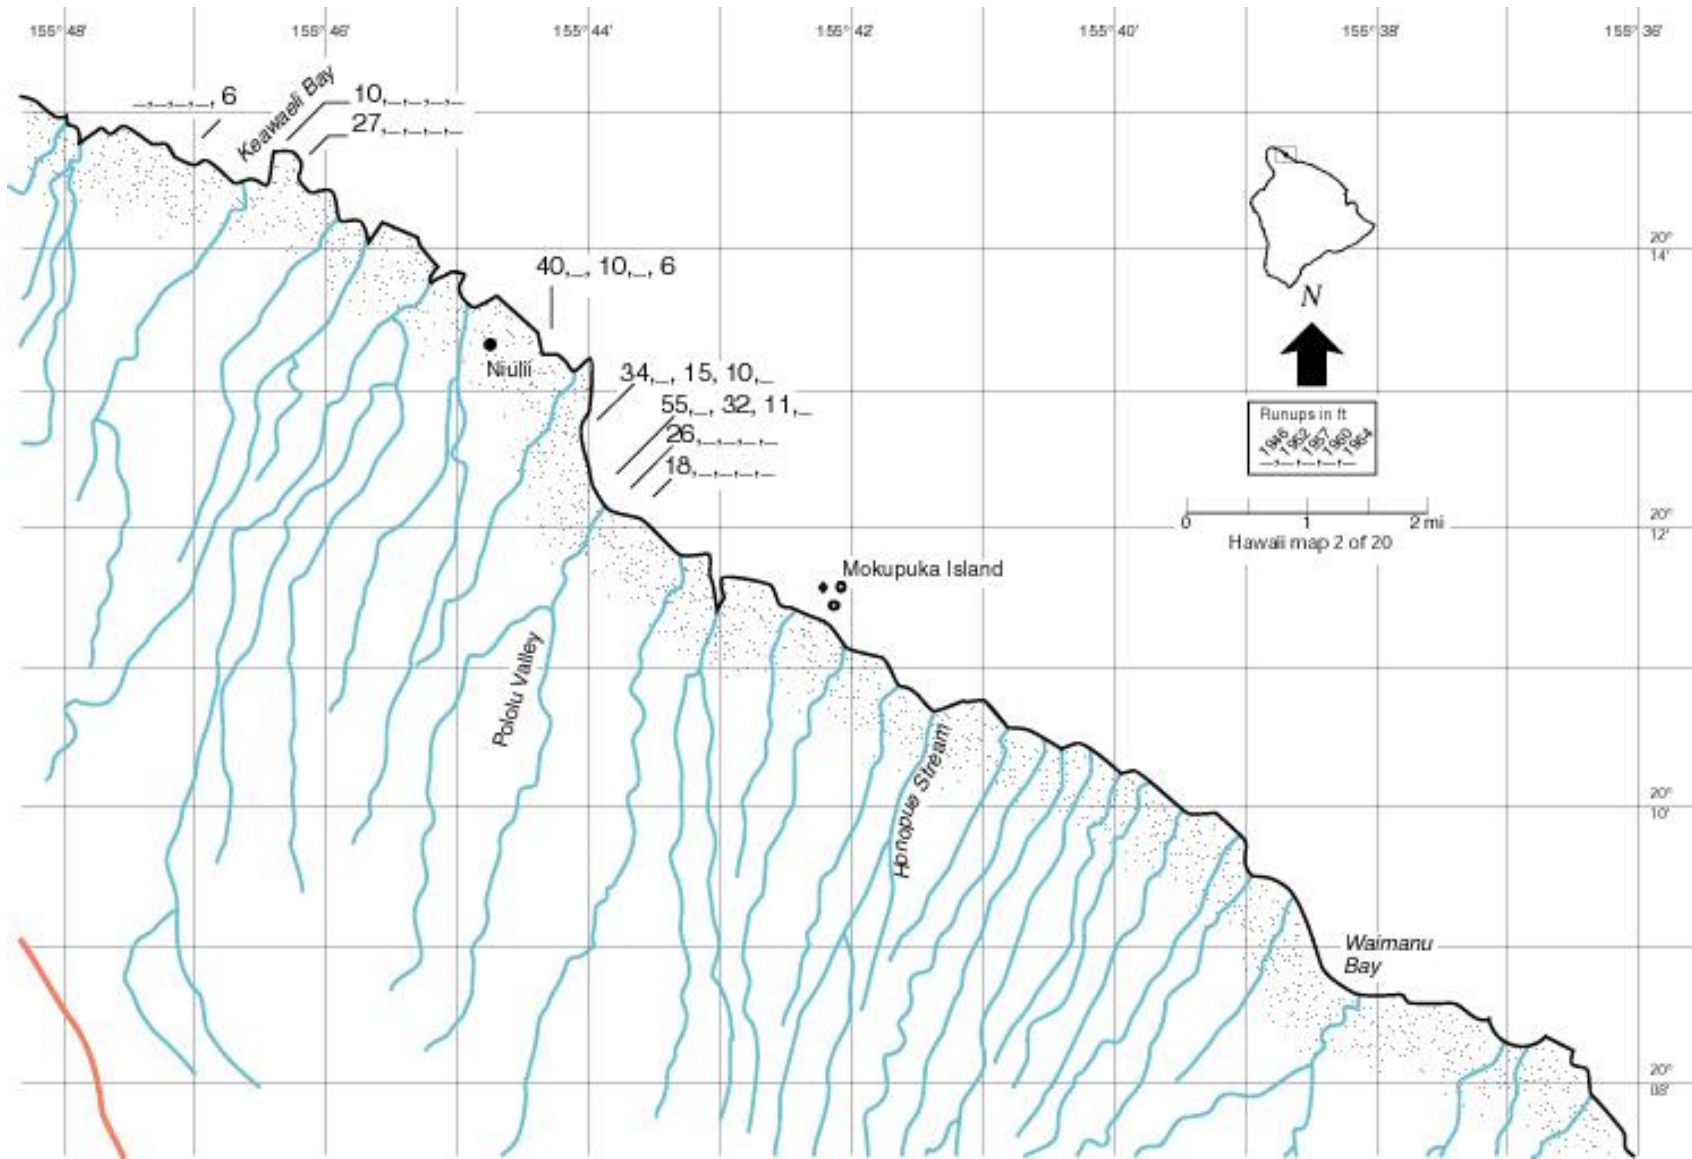 155° 48' 155° 46' 155° 44' 155° 42' 155° 40' 155° 38' 155° 36'
Keawaeli Bay
_,_,_,_, 6
10,_,_,_,_
27,_,_,_,_
20°
14'
40,_, 10,_, 6
N
Niulii
34,_, 15, 10,_
55,_, 32, 11,_
26,_,_,_,_
18,_,_,_,_
Runups in ft
1946 1952 1957 1960 1964
_,_,_,_,_
0 1 2 mi
20°
12'
Hawaii map 2 of 20
Mokupuka Island
Pololu Valley
Honopue Stream
20°
10'
Waimanu
Bay
20°
08'